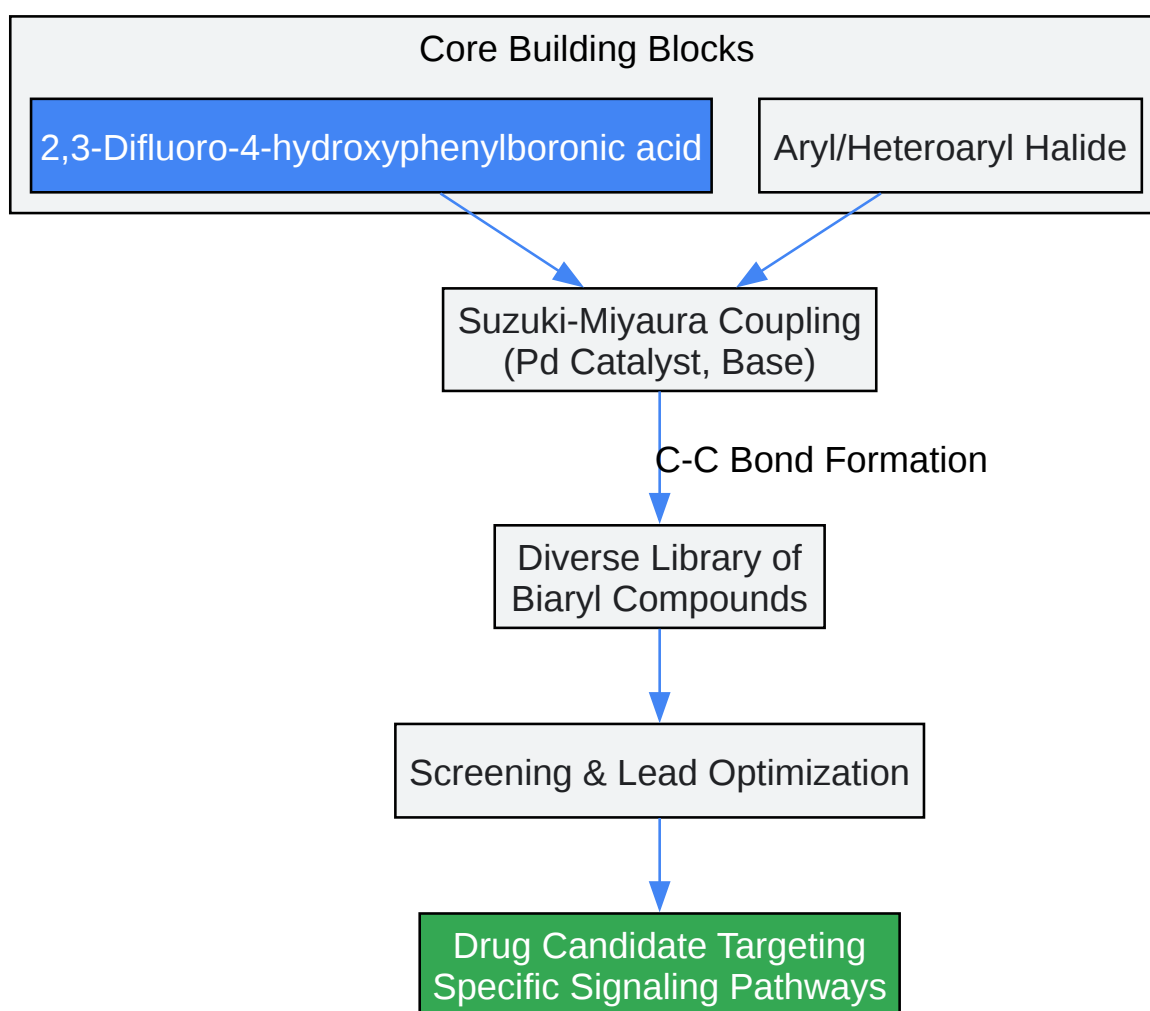 Core Building Blocks
2,3-Difluoro-4-hydroxyphenylboronic acid
Aryl/Heteroaryl Halide
Suzuki-Miyaura Coupling
(Pd Catalyst, Base)
C-C Bond Formation
Diverse Library of
Biaryl Compounds
Screening & Lead Optimization
Drug Candidate Targeting
Specific Signaling Pathways